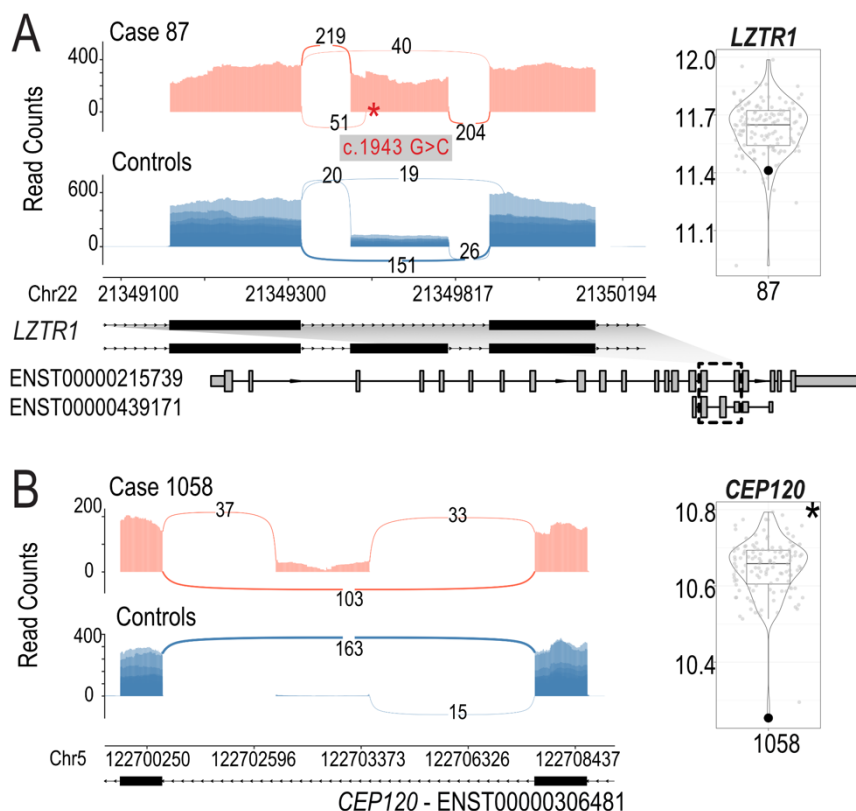 A
Case 87
219
40
400
0
51
*
204
c.1943 G>C
Read Counts
Controls
20
19
600
0
26
151
Chr22
21349100
21349300
21349817
21350194
LZTR1
ENST00000215739
ENST00000439171
LZTR1
12.0
11.7
11.4
11.1
87
B
Case 1058
200
37
33
0
103
Read Counts
Controls
400
163
0
15
Chr5
122700250
122702596
122703373
122706326
122708437
CEP120 - ENST00000306481
CEP120
10.8
*
10.6
10.4
1058